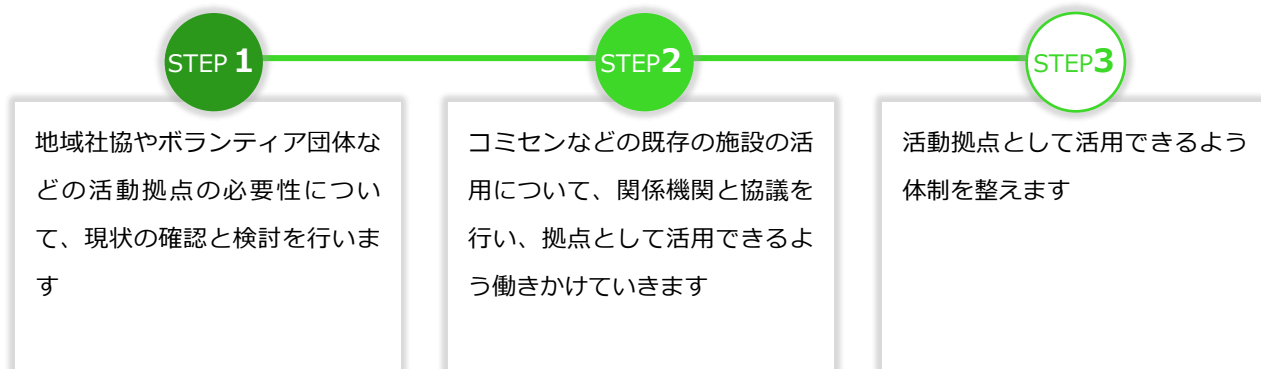 STEP 1
地域社協やボランティア団体な
どの活動拠点の必要性につい
て、現状の確認と検討を行いま
す
STEP2
コミセンなどの既存の施設の活
用について、関係機関と協議を
行い、拠点として活用できるよ
う働きかけていきます
STEP3
活動拠点として活用できるよう
体制を整えます